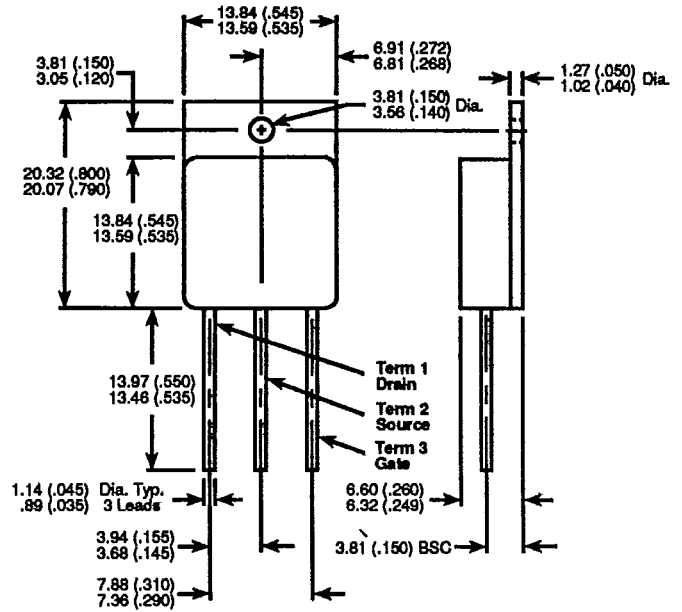 13.84 (.545)
13.59 (.535)
3.81 (.150)
3.05 (.120)
6.91 (.272)
6.81 (.268)
1.27 (.050) Dia.
1.02 (.040)
3.81 (.150) Dia.
3.56 (.140)
20.32 (.800)
20.07 (.790)
13.84 (.545)
13.59 (.535)
13.97 (.550)
13.46 (.535)
Term 1
Drain
Term 2
Source
Term 3
Gate
1.14 (.045) Dia. Typ.
.89 (.035) 3 Leads
6.60 (.260)
6.32 (.249)
3.94 (.155)
3.68 (.145)
3.81 (.150) BSC
7.88 (.310)
7.36 (.290)